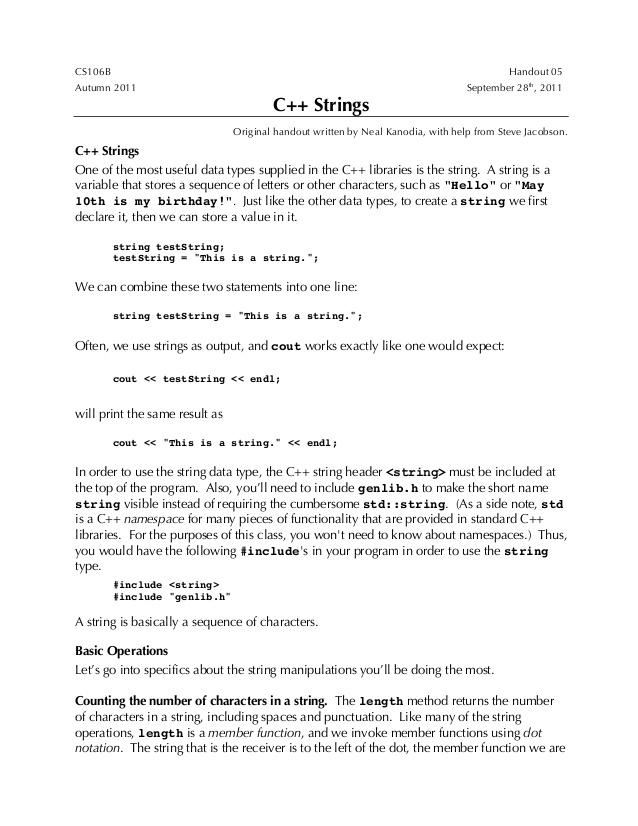 CS106B Handout 05
Autumn 2011 September 28th, 2011
C++ Strings
Original handout written by Neal Kanodia, with help from Steve Jacobson.
C++ Strings
One of the most useful data types supplied in the C++ libraries is the string. A string is a
variable that stores a sequence of letters or other characters, such as "Hello" or "May
10th is my birthday!". Just like the other data types, to create a string we first
declare it, then we can store a value in it.
string testString;
testString = "This is a string.";
We can combine these two statements into one line:
string testString = "This is a string.";
Often, we use strings as output, and cout works exactly like one would expect:
cout << testString << endl;
will print the same result as
cout << "This is a string." << endl;
In order to use the string data type, the C++ string header <string> must be included at
the top of the program. Also, you'll need to include genlib.h to make the short name
string visible instead of requiring the cumbersome std::string. (As a side note, std
is a C++ namespace for many pieces of functionality that are provided in standard C++
libraries. For the purposes of this class, you won't need to know about namespaces.) Thus,
you would have the following #include's in your program in order to use the string
type.
#include <string>
#include "genlib.h"
A string is basically a sequence of characters.
Basic Operations
Let's go into specifics about the string manipulations you'll be doing the most.
Counting the number of characters in a string. The length method returns the number
of characters in a string, including spaces and punctuation. Like many of the string
operations, length is a member function, and we invoke member functions using dot
notation. The string that is the receiver is to the left of the dot, the member function we are